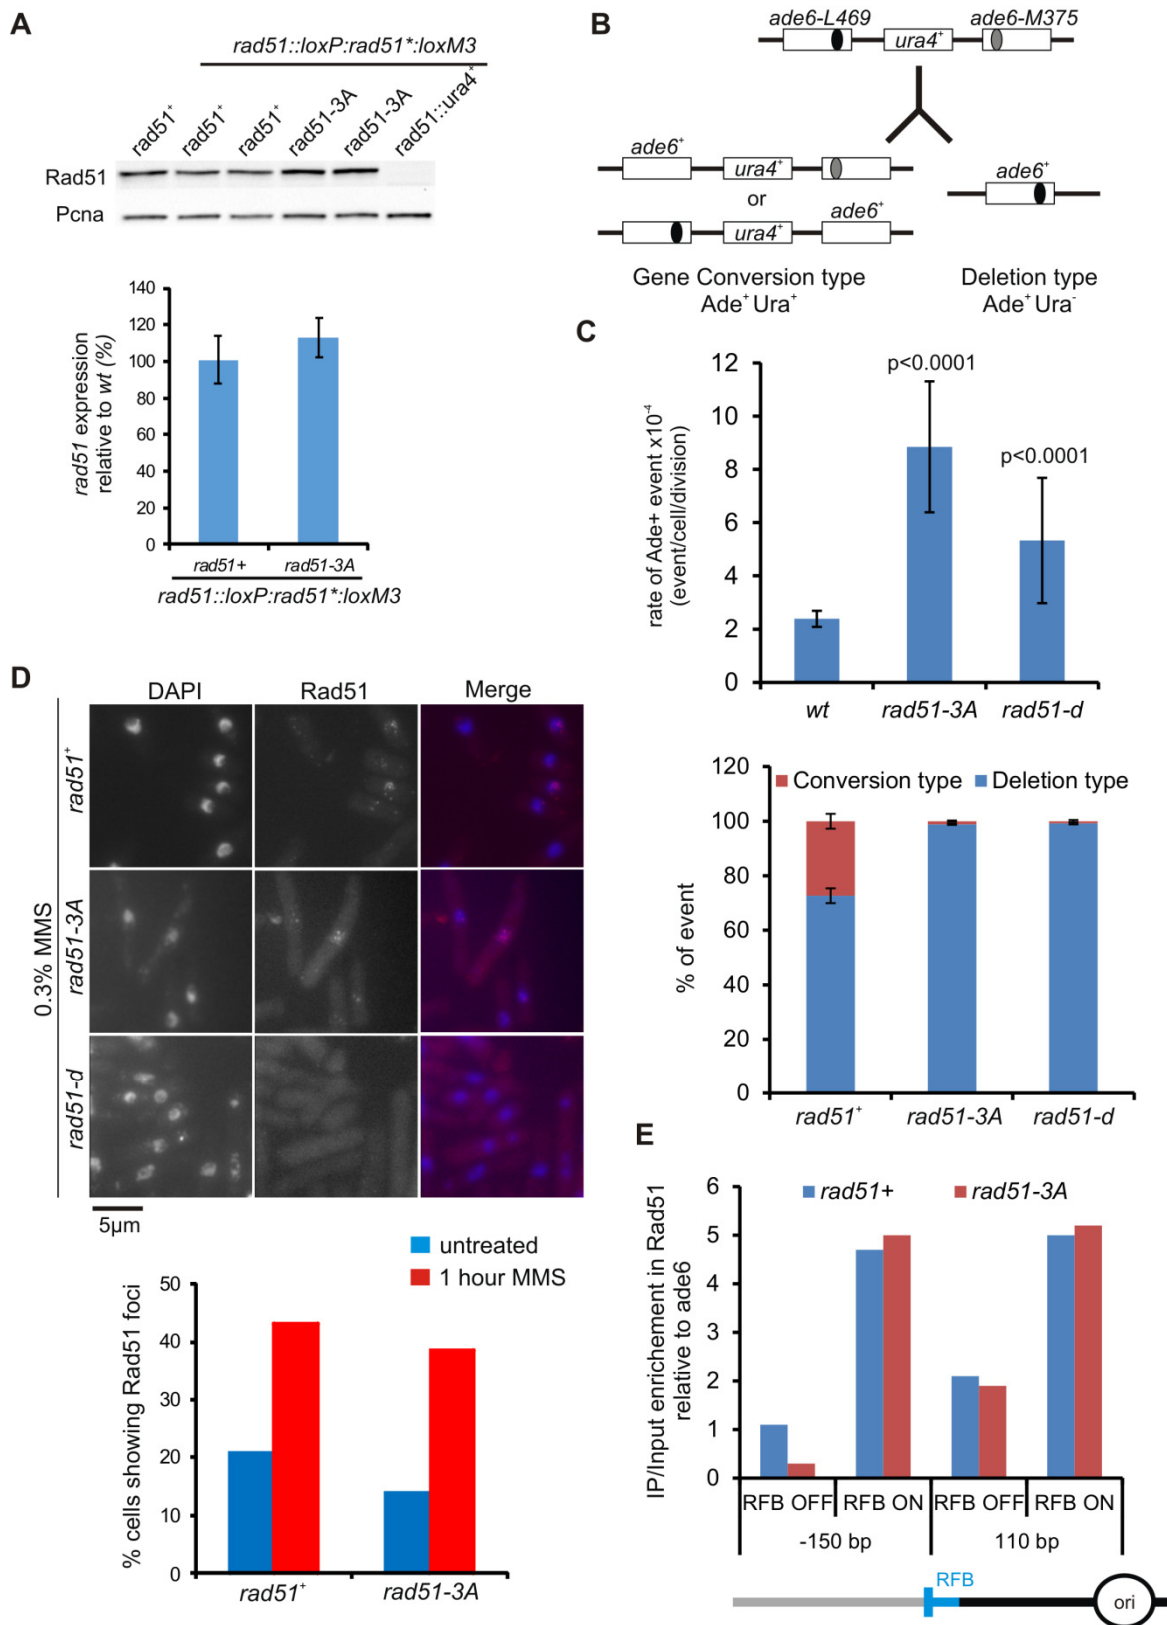 A
rad51::loxP:rad51*:loxM3
rad51+
rad51+
rad51+
rad51-3A
rad51-3A
rad51::ura4+
Rad51
Pcna
rad51 expression
relative to wt (%)
140
120
100
80
60
40
20
0
rad51+
rad51-3A
rad51::loxP:rad51*:loxM3
B
ade6-L469
ade6-M375
ura4+
ade6+
ura4+
or
ade6+
ura4+
ade6+
Gene Conversion type
Ade+Ura+
Deletion type
Ade+Ura-
C
rate of Ade+ event x10-4
(event/cell/division)
12
10
8
6
4
2
0
p<0.0001
p<0.0001
wt
rad51-3A
rad51-d
% of event
120
100
80
60
40
20
0
Conversion type
Deletion type
rad51+
rad51-3A
rad51-d
D
DAPI
Rad51
Merge
0.3% MMS
rad51+
rad51-3A
rad51-d
5µm
untreated
1 hour MMS
% cells showing Rad51 foci
50
40
30
20
10
0
rad51+
rad51-3A
E
IP/Input enrichement in Rad51
relative to ade6
6
5
4
3
2
1
0
rad51+
rad51-3A
RFB OFF
RFB ON
RFB OFF
RFB ON
-150 bp
110 bp
RFB
ori